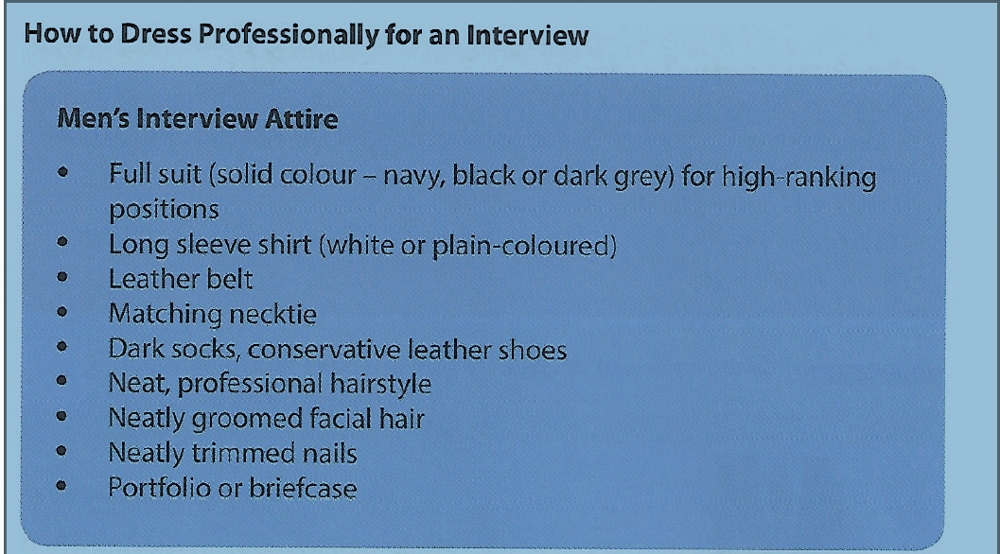 How to Dress Professionally for an Interview
Men's Interview Attire
• Full suit (solid colour – navy, black or dark grey) for high-ranking
positions
• Long sleeve shirt (white or plain-coloured)
• Leather belt
• Matching necktie
• Dark socks, conservative leather shoes
• Neat, professional hairstyle
• Neatly groomed facial hair
• Neatly trimmed nails
• Portfolio or briefcase